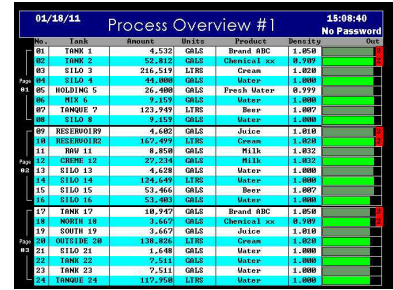 01/18/11 Process Overview #1 15:08:40
No Password
No. Tank Amount Units Product Density Out
01 TANK 1 4,532 GALS Brand ABC 1.050
02 TANK 2 52,812 GALS Chemical xx 0.909
03 SILO 3 216,519 LTRS Cream 1.020
Page 04 SILO 4 44,000 GALS Water 1.000
01 05 HOLDING 5 26,400 GALS Fresh Water 0.999
06 MIX 6 9,159 GALS Water 1.000
07 TANQUE 7 123,949 LTRS Beer 1.007
08 SILO 8 9,159 GALS Water 1.000
09 RESERVOIR9 4,602 GALS Juice 1.010
10 RESERVOIR2 167,499 LTRS Cream 1.020
11 RAW 11 8,850 GALS Milk 1.032
Page 12 CREME 12 27,234 GALS Milk 1.032
02 13 SILO 13 4,628 GALS Water 1.000
14 SILO 14 124,649 LTRS Water 1.000
15 SILO 15 53,466 GALS Beer 1.007
16 SILO 16 53,403 GALS Water 1.000
17 TANK 17 10,947 GALS Brand ABC 1.050
18 NORTH 18 3,667 GALS Chemical xx 0.909
19 SOUTH 19 3,667 GALS Juice 1.010
Page 20 OUTSIDE 20 138,826 LTRS Cream 1.020
03 21 SILO 21 1,648 GALS Water 1.000
22 TANK 22 7,511 GALS Water 1.000
23 TANK 23 7,511 GALS Water 1.000
24 TANQUE 24 117,950 LTRS Water 1.000